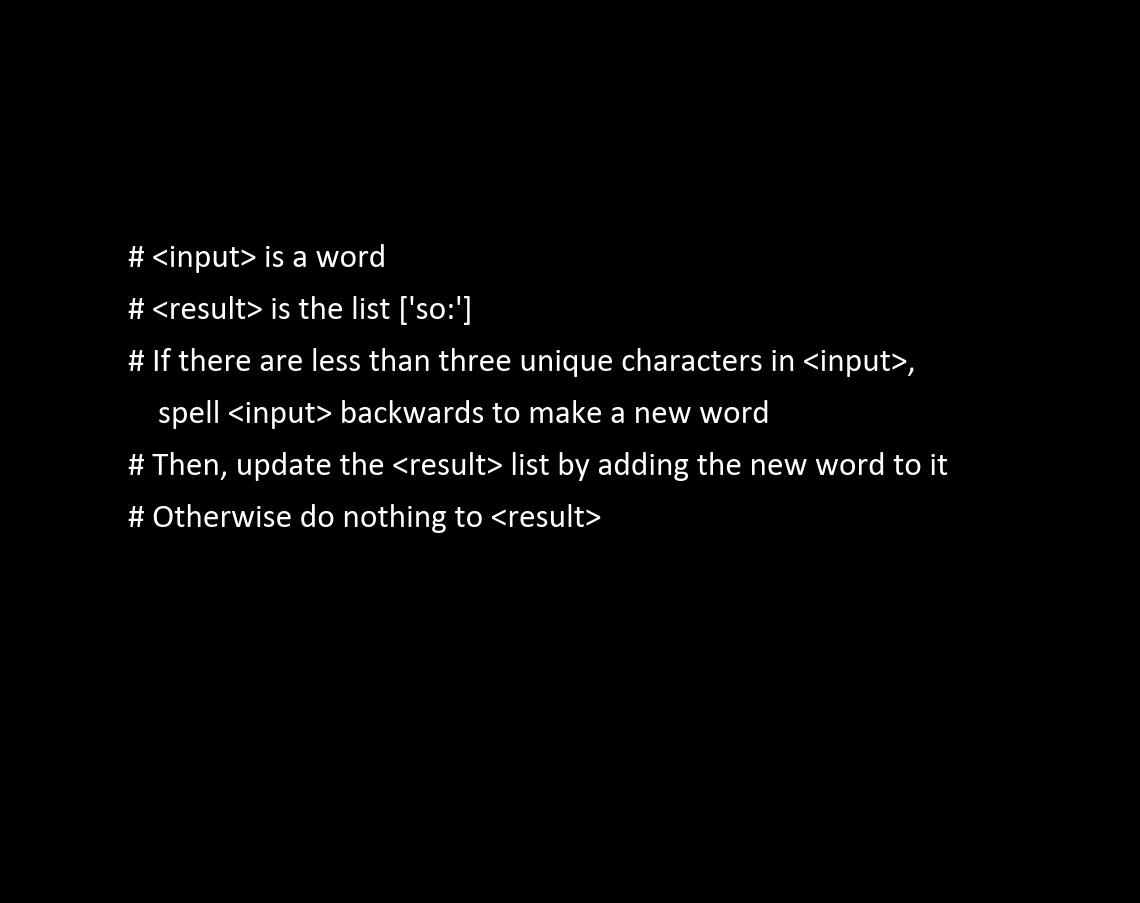 # <input> is a word
# <result> is the list ['so:']
# If there are less than three unique characters in <input>,
spell <input> backwards to make a new word
# Then, update the <result> list by adding the new word to it
# Otherwise do nothing to <result>